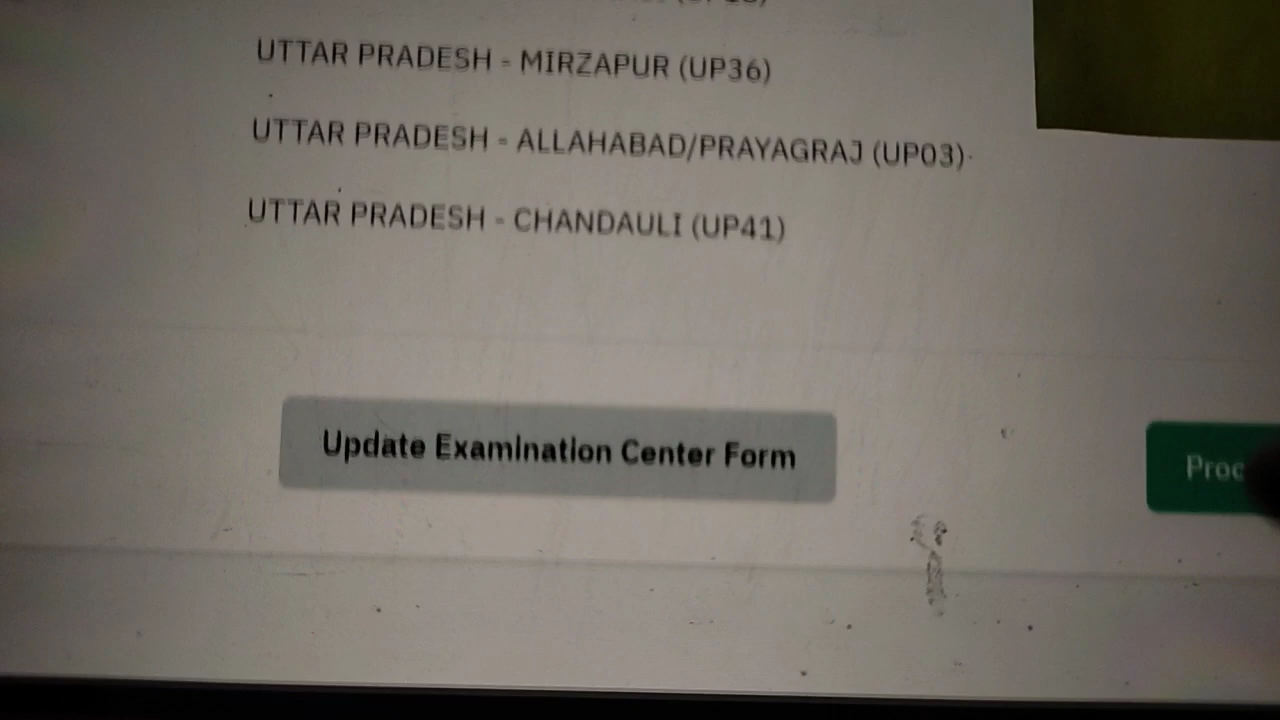 UTTAR PRADESH - MIRZAPUR (UP36)
UTTAR PRADESH - ALLAHABAD/PRAYAGRAJ (UP03)
UTTAR PRADESH - CHANDAULI (UP41)
Update Examination Center Form